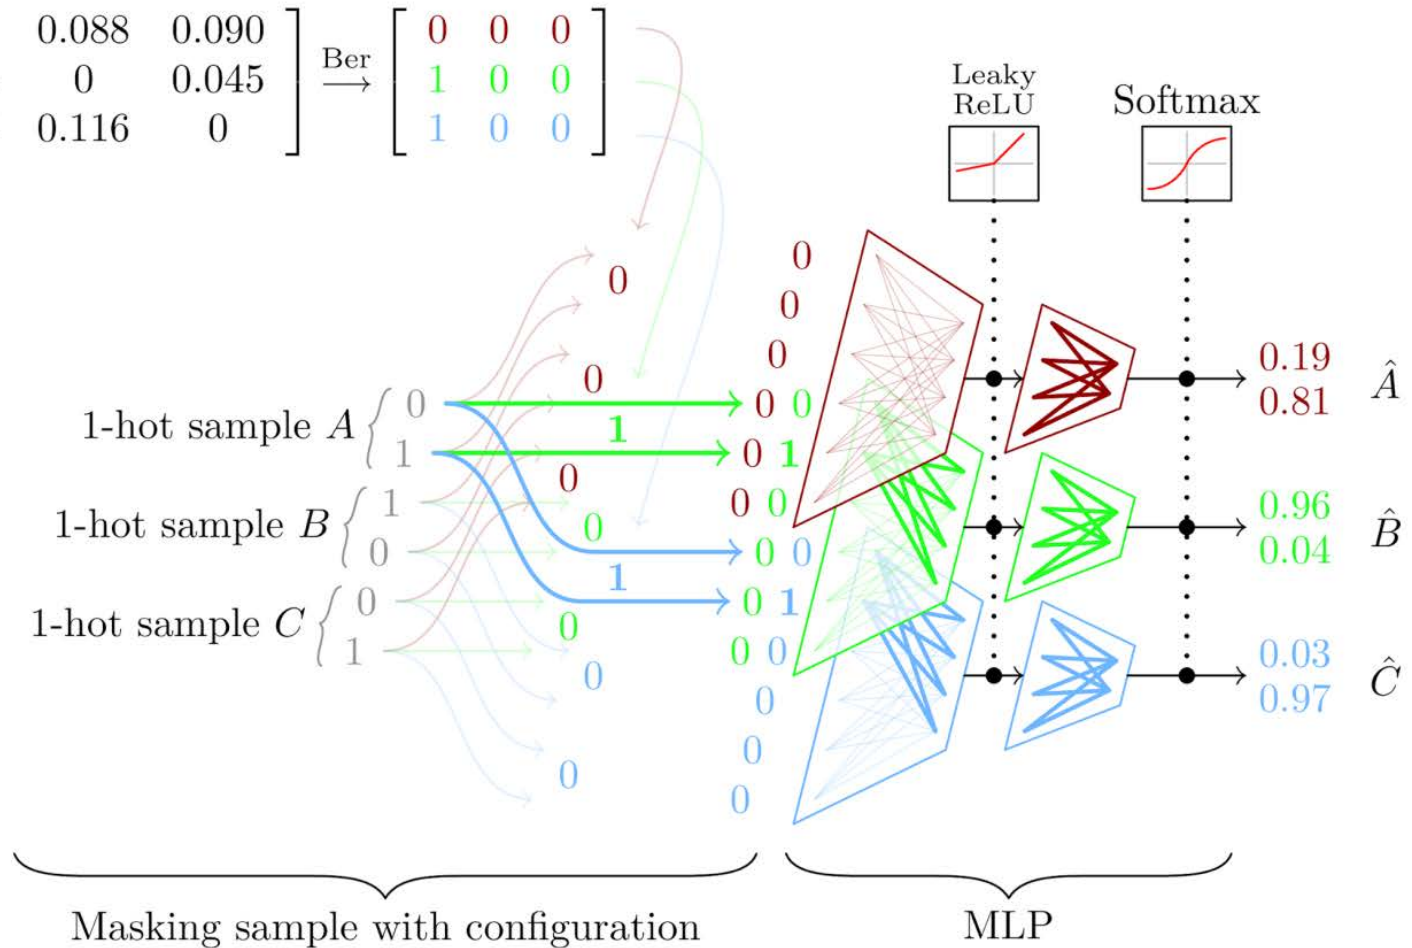 0.088 0.090
0 0.045
0.116 0
Ber
0 0 0
1 0 0
1 0 0
Leaky
ReLU
Softmax
1-hot sample A
0
1
1-hot sample B
1
0
1-hot sample C
0
1
0
0
1
0
0
1
0
0
0
0
0
0
0 0
0 1
0 0
0 0
0 1
0 0
0
0
0
0.19
0.81
Â
0.96
0.04
B̂
0.03
0.97
Ĉ
Masking sample with configuration
MLP